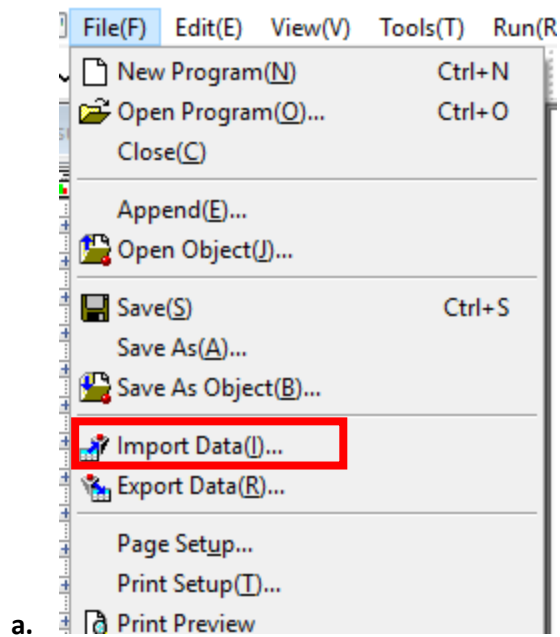 File(F) Edit(E) View(V) Tools(T) Run(R
New Program(N) Ctrl+N
Open Program(O)... Ctrl+O
Close(C)
Append(E)...
Open Object(J)...
Save(S) Ctrl+S
Save As(A)...
Save As Object(B)...
Import Data(I)...
Export Data(R)...
Page Setup...
Print Setup(T)...
a. Print Preview